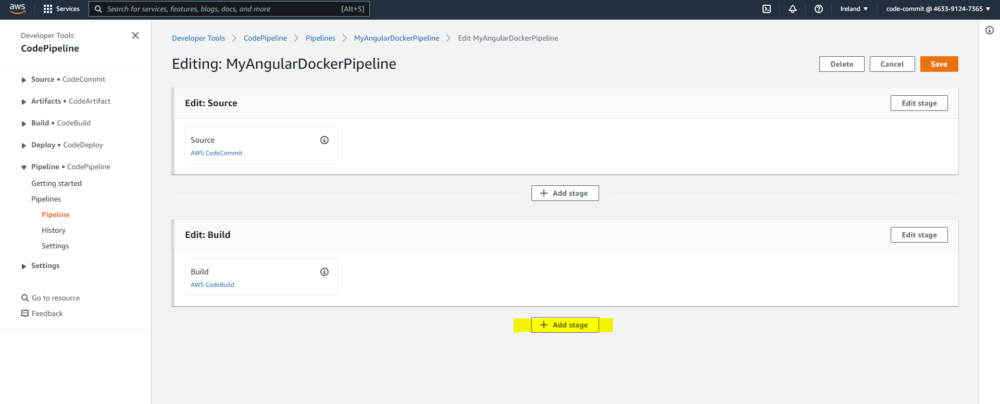 aws
Services
Search for services, features, blogs, docs, and more [Alt+S]
Ireland
code-commit @ 4633-9124-7365
Developer Tools
CodePipeline
Source • CodeCommit
Artifacts • CodeArtifact
Build • CodeBuild
Deploy • CodeDeploy
Pipeline • CodePipeline
Getting started
Pipelines
Pipeline
History
Settings
Settings
Go to resource
Feedback
Developer Tools CodePipeline Pipelines MyAngularDockerPipeline Edit MyAngularDockerPipeline
Editing: MyAngularDockerPipeline
Delete Cancel Save
Edit: Source
Edit stage
Source
AWS CodeCommit
+ Add stage
Edit: Build
Edit stage
Build
AWS CodeBuild
+ Add stage